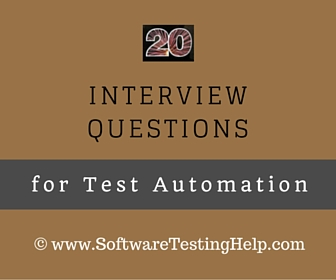 20
INTERVIEW
QUESTIONS
for Test Automation
© www.SoftwareTestingHelp.com